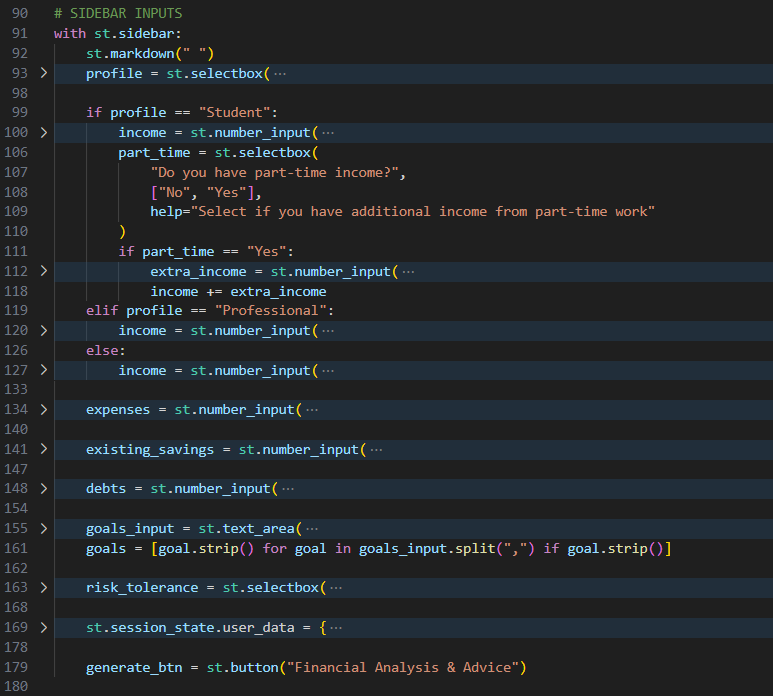 90 # SIDEBAR INPUTS
91 with st.sidebar:
92     st.markdown(" ")
93 >     profile = st.selectbox( ···
98
99     if profile == "Student":
100 >         income = st.number_input( ···
106         part_time = st.selectbox(
107             "Do you have part-time income?",
108             ["No", "Yes"],
109             help="Select if you have additional income from part-time work"
110         )
111         if part_time == "Yes":
112 >             extra_income = st.number_input( ···
118             income += extra_income
119     elif profile == "Professional":
120 >         income = st.number_input( ···
126     else:
127 >         income = st.number_input( ···
133
134 >     expenses = st.number_input( ···
140
141 >     existing_savings = st.number_input( ···
147
148 >     debts = st.number_input( ···
154
155 >     goals_input = st.text_area( ···
161     goals = [goal.strip() for goal in goals_input.split(",") if goal.strip()]
162
163 >     risk_tolerance = st.selectbox( ···
168
169 >     st.session_state.user_data = { ···
178
179     generate_btn = st.button("Financial Analysis & Advice")
180